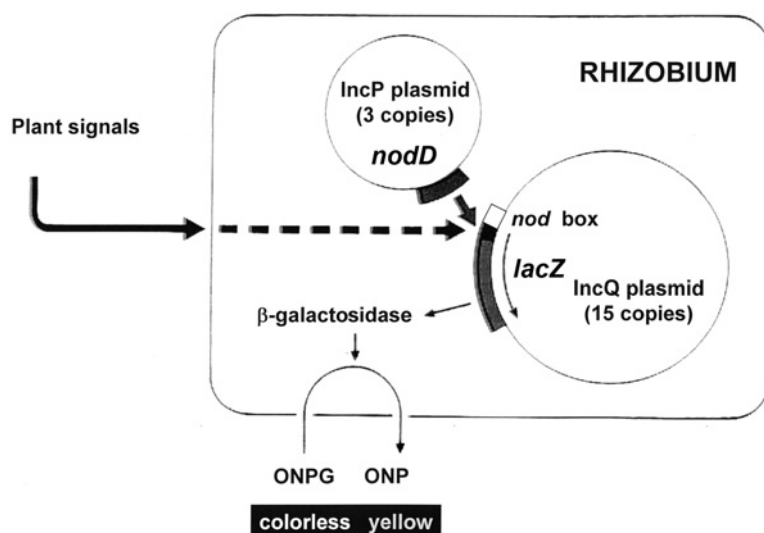 RHIZOBIUM
IncP plasmid
(3 copies)
nodD
Plant signals
nod box
lacZ
IncQ plasmid
(15 copies)
β-galactosidase
ONPG ONP
colorless yellow